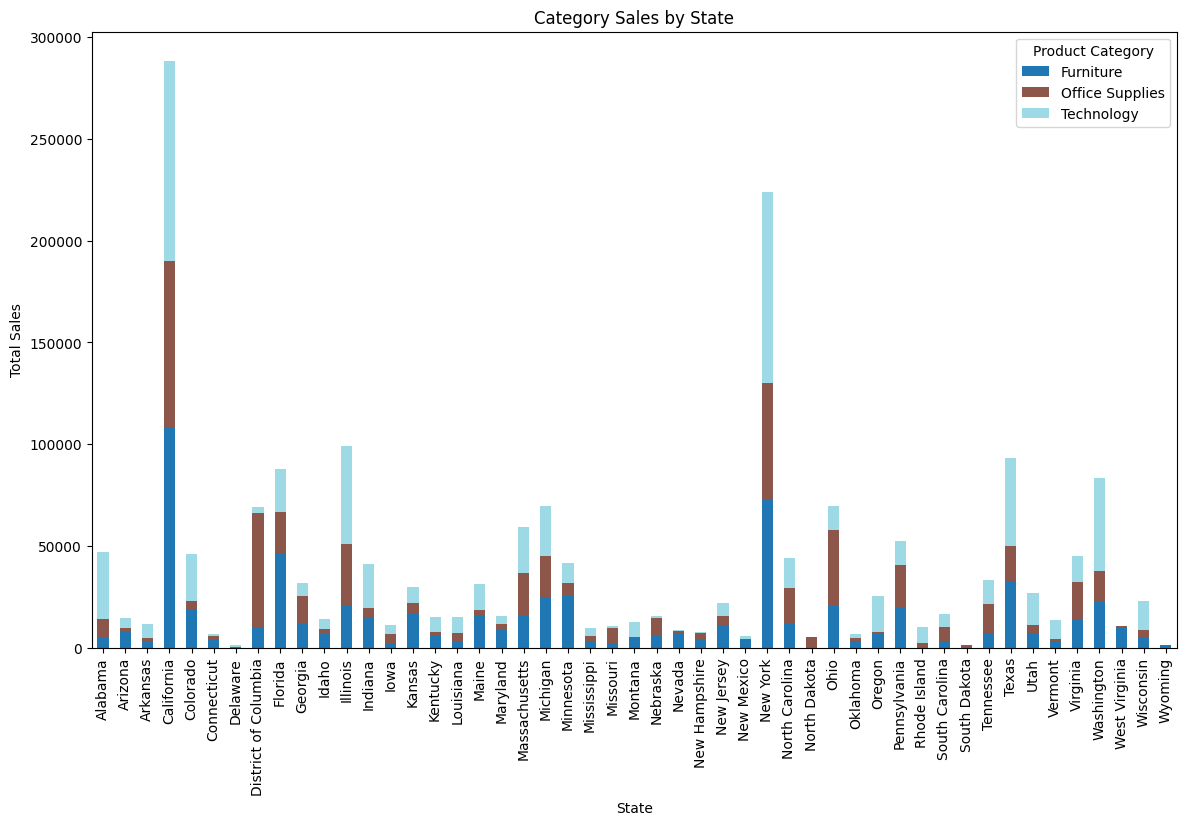 Category Sales by State
300000
250000
200000
150000
100000
50000
0
Total Sales
Product Category
Furniture
Office Supplies
Technology
Alabama
Arizona
Arkansas
California
Colorado
Connecticut
Delaware
District of Columbia
Florida
Georgia
Idaho
Illinois
Indiana
Iowa
Kansas
Kentucky
Louisiana
Maine
Maryland
Massachusetts
Michigan
Minnesota
Mississippi
Missouri
Montana
Nebraska
Nevada
New Hampshire
New Jersey
New Mexico
New York
North Carolina
North Dakota
Ohio
Oklahoma
Oregon
Pennsylvania
Rhode Island
South Carolina
South Dakota
Tennessee
Texas
Utah
Vermont
Virginia
Washington
West Virginia
Wisconsin
Wyoming
State